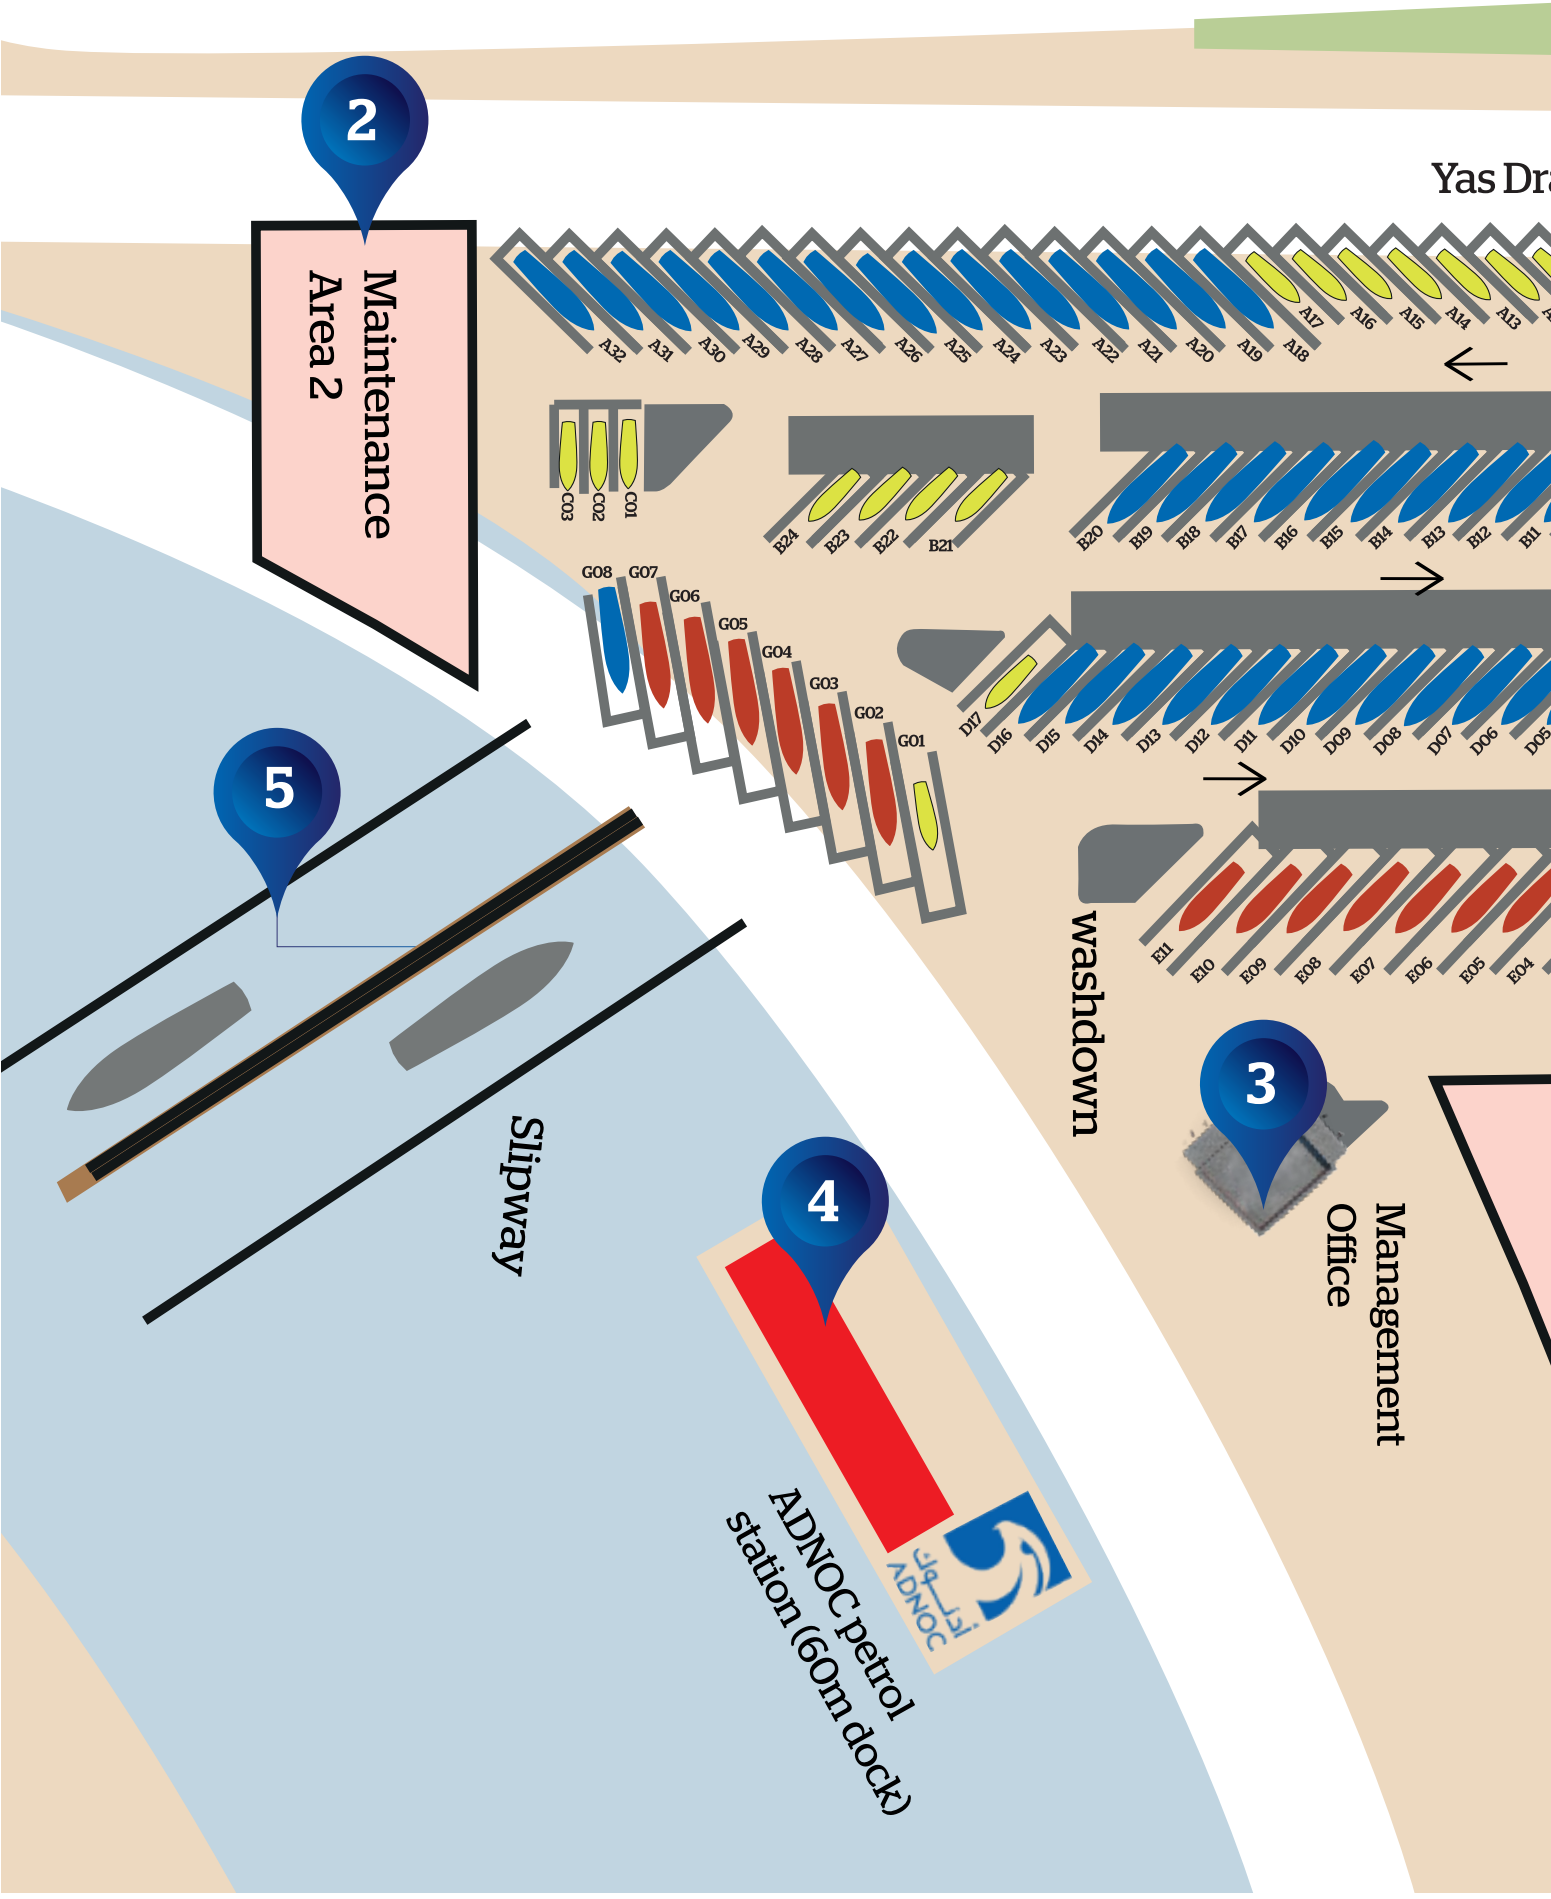 2
Yas Dra
Maintenance
Area 2
A32
A31
A30
A29
A28
A27
A26
A25
A24
A23
A22
A21
A20
A19
A18
A17
A16
A15
A14
A13
C03
C02
C01
B24
B23
B22
B21
B20
B19
B18
B17
B16
B15
B14
B13
B12
B11
G08
G07
G06
G05
G04
G03
G02
G01
D17
D16
D15
D14
D13
D12
D11
D10
D09
D08
D07
D06
D05
5
E11
E10
E09
E08
E07
E06
E05
E04
washdown
3
Management
Office
Slipway
4
أدنوك
ADNOC
ADNOC petrol
station (60m dock)